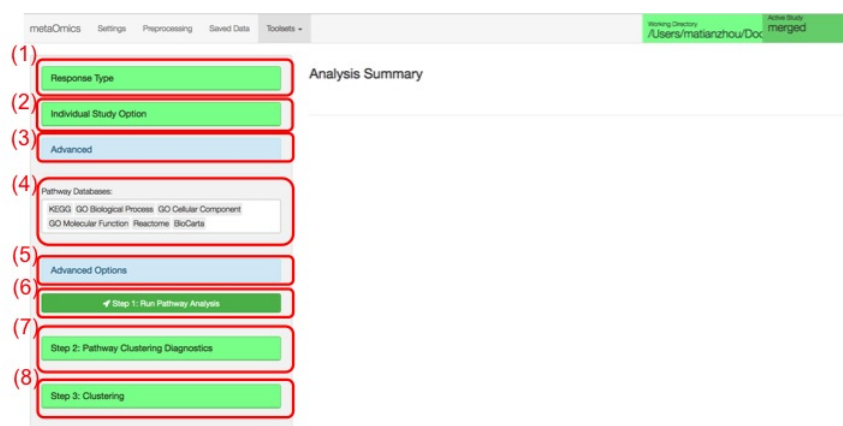 metaOmics Settings Preprocessing Saved Data Toolsets
Working Directory
/Users/matianzhou/Doc
Active Study
merged
(1)
Response Type
Analysis Summary
(2)
Individual Study Option
(3)
Advanced
(4)
Pathway Databases:
KEGG GO Biological Process GO Cellular Component
GO Molecular Function Reactome BioCarta
(5)
Advanced Options
(6)
Step 1: Run Pathway Analysis
(7)
Step 2: Pathway Clustering Diagnostics
(8)
Step 3: Clustering